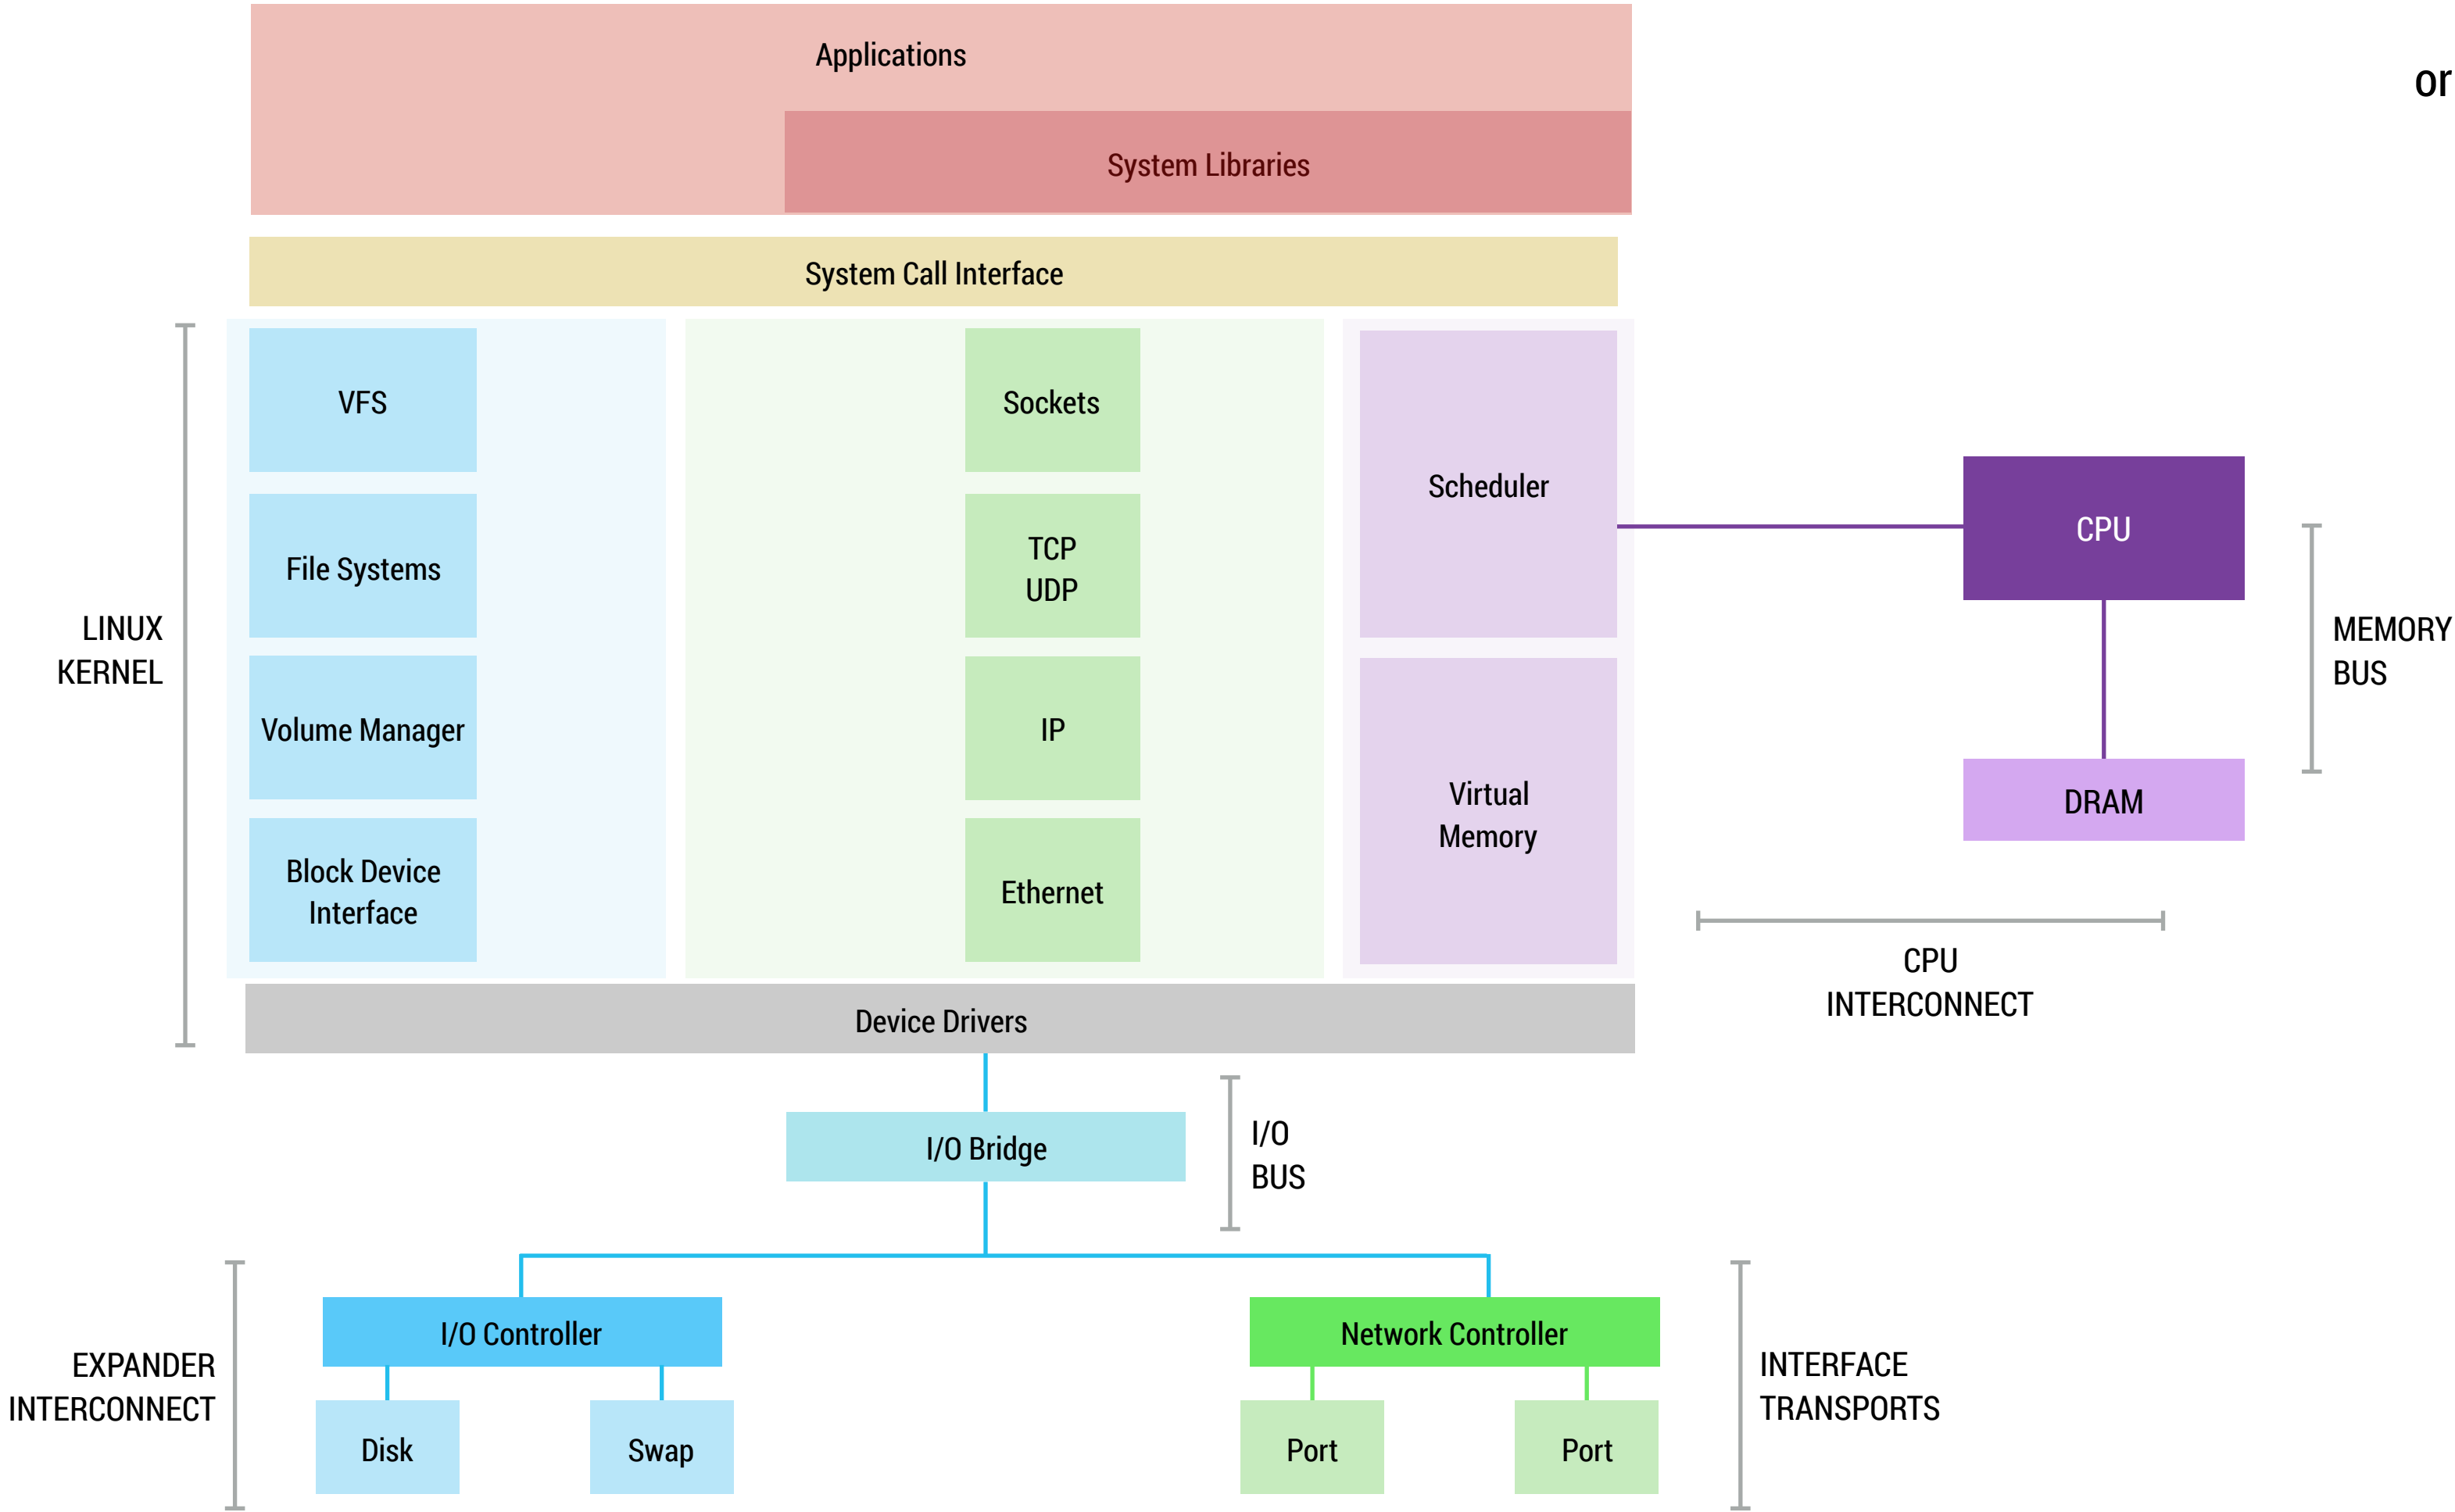 Applications
or
System Libraries
System Call Interface
VFS
Sockets
Scheduler
CPU
File Systems
TCP
UDP
LINUX
KERNEL
MEMORY
BUS
Volume Manager
IP
Virtual
Memory
DRAM
Block Device
Interface
Ethernet
CPU
INTERCONNECT
Device Drivers
I/O Bridge
I/O
BUS
I/O Controller
Network Controller
EXPANDER
INTERCONNECT
INTERFACE
TRANSPORTS
Disk
Swap
Port
Port